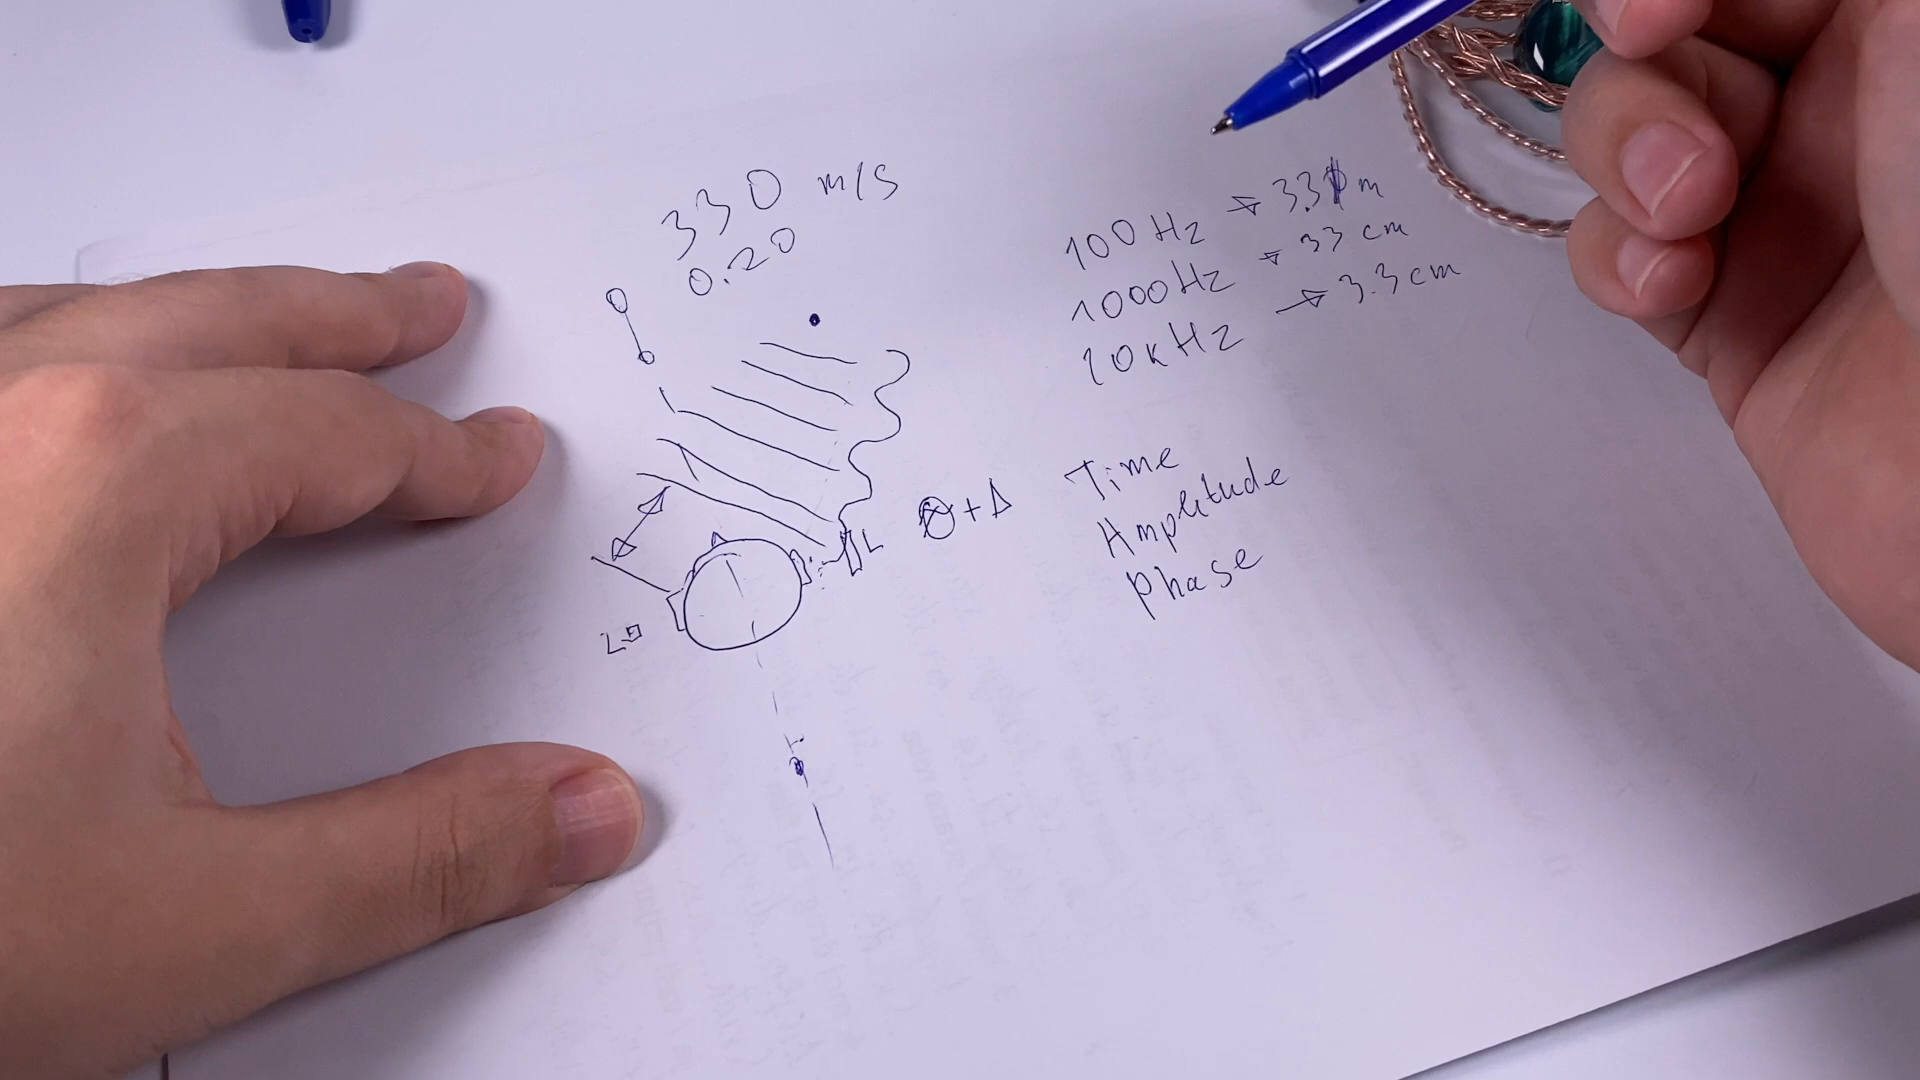 330 m/s
0.20
100 Hz → 3.3 m
1000 Hz → 33 cm
10 kHz → 3.3 cm
Time
Amplitude
Phase
L
+ Δ